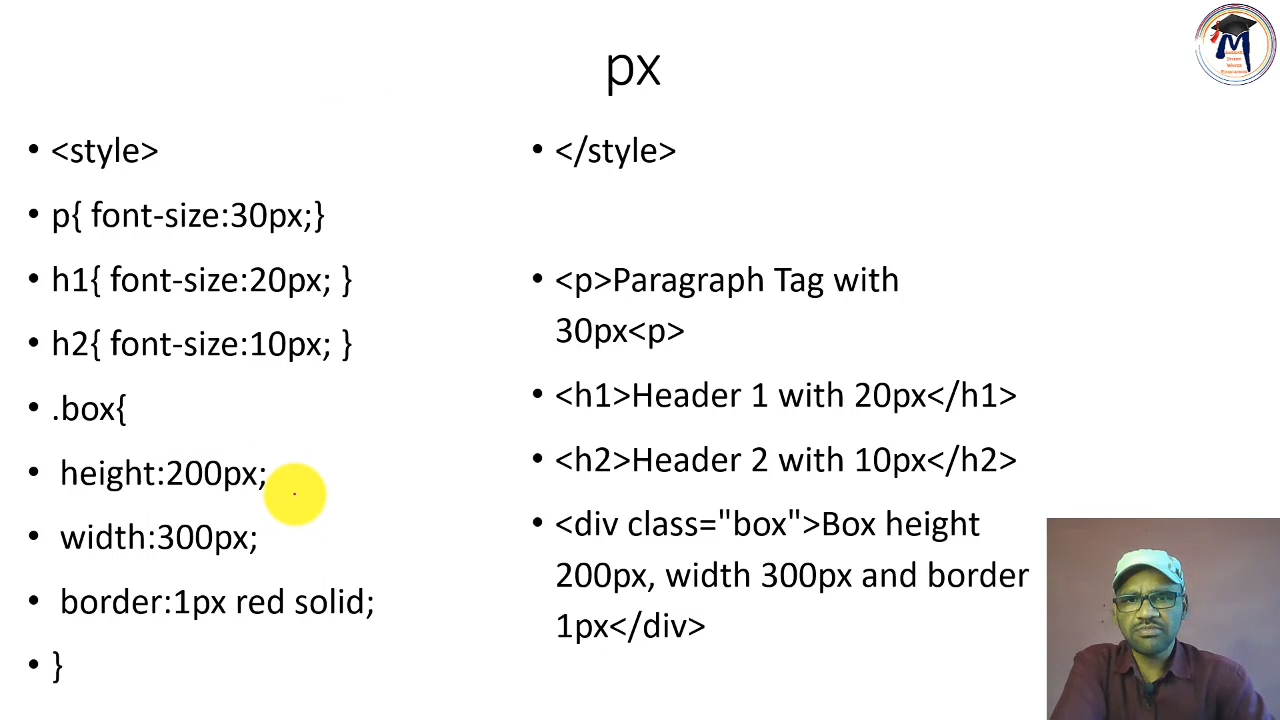 px
• <style>
• p{ font-size:30px;}
• h1{ font-size:20px; }
• h2{ font-size:10px; }
• .box{
• height:200px;
• width:300px;
• border:1px red solid;
• }
• </style>
• <p>Paragraph Tag with
30px<p>
• <h1>Header 1 with 20px</h1>
• <h2>Header 2 with 10px</h2>
• <div class="box">Box height
200px, width 300px and border
1px</div>
M